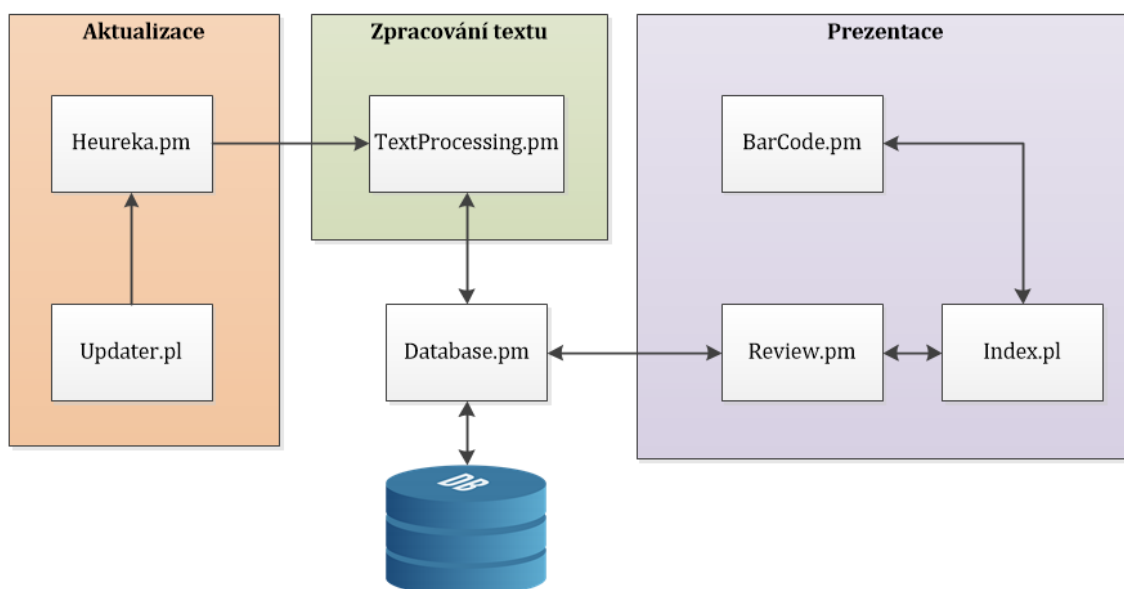 Aktualizace
Zpracování textu
Prezentace
Heureka.pm
TextProcessing.pm
BarCode.pm
Updater.pl
Database.pm
Review.pm
Index.pl
DB